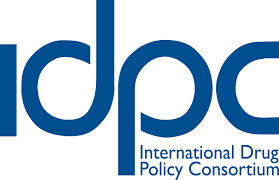 idpc
International Drug
Policy Consortium